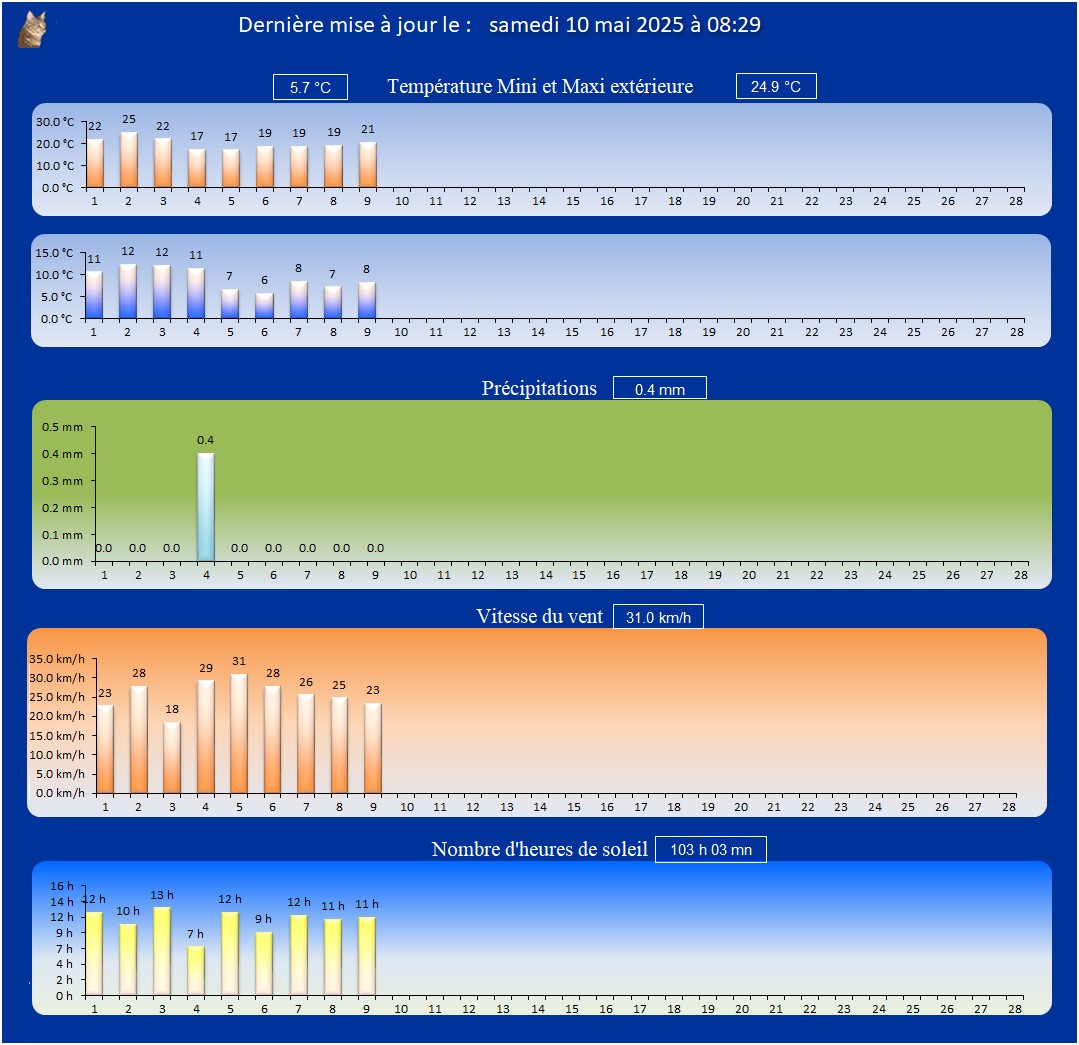 Dernière mise à jour le : samedi 10 mai 2025 à 08:29
5.7 °C Température Mini et Maxi extérieure 24.9 °C
30.0 °C
20.0 °C
10.0 °C
0.0 °C
22 25 22 17 17 19 19 19 21
1 2 3 4 5 6 7 8 9 10 11 12 13 14 15 16 17 18 19 20 21 22 23 24 25 26 27 28
15.0 °C
10.0 °C
5.0 °C
0.0 °C
11 12 12 11 7 6 8 7 8
1 2 3 4 5 6 7 8 9 10 11 12 13 14 15 16 17 18 19 20 21 22 23 24 25 26 27 28
Précipitations 0.4 mm
0.5 mm
0.4 mm
0.3 mm
0.2 mm
0.1 mm
0.0 mm
0.0 0.0 0.0 0.4 0.0 0.0 0.0 0.0 0.0
1 2 3 4 5 6 7 8 9 10 11 12 13 14 15 16 17 18 19 20 21 22 23 24 25 26 27 28
Vitesse du vent 31.0 km/h
35.0 km/h
30.0 km/h
25.0 km/h
20.0 km/h
15.0 km/h
10.0 km/h
5.0 km/h
0.0 km/h
23 28 18 29 31 28 26 25 23
1 2 3 4 5 6 7 8 9 10 11 12 13 14 15 16 17 18 19 20 21 22 23 24 25 26 27 28
Nombre d'heures de soleil 103 h 03 mn
16 h
14 h
12 h
9 h
7 h
4 h
2 h
0 h
12 h 10 h 13 h 7 h 12 h 9 h 12 h 11 h 11 h
1 2 3 4 5 6 7 8 9 10 11 12 13 14 15 16 17 18 19 20 21 22 23 24 25 26 27 28